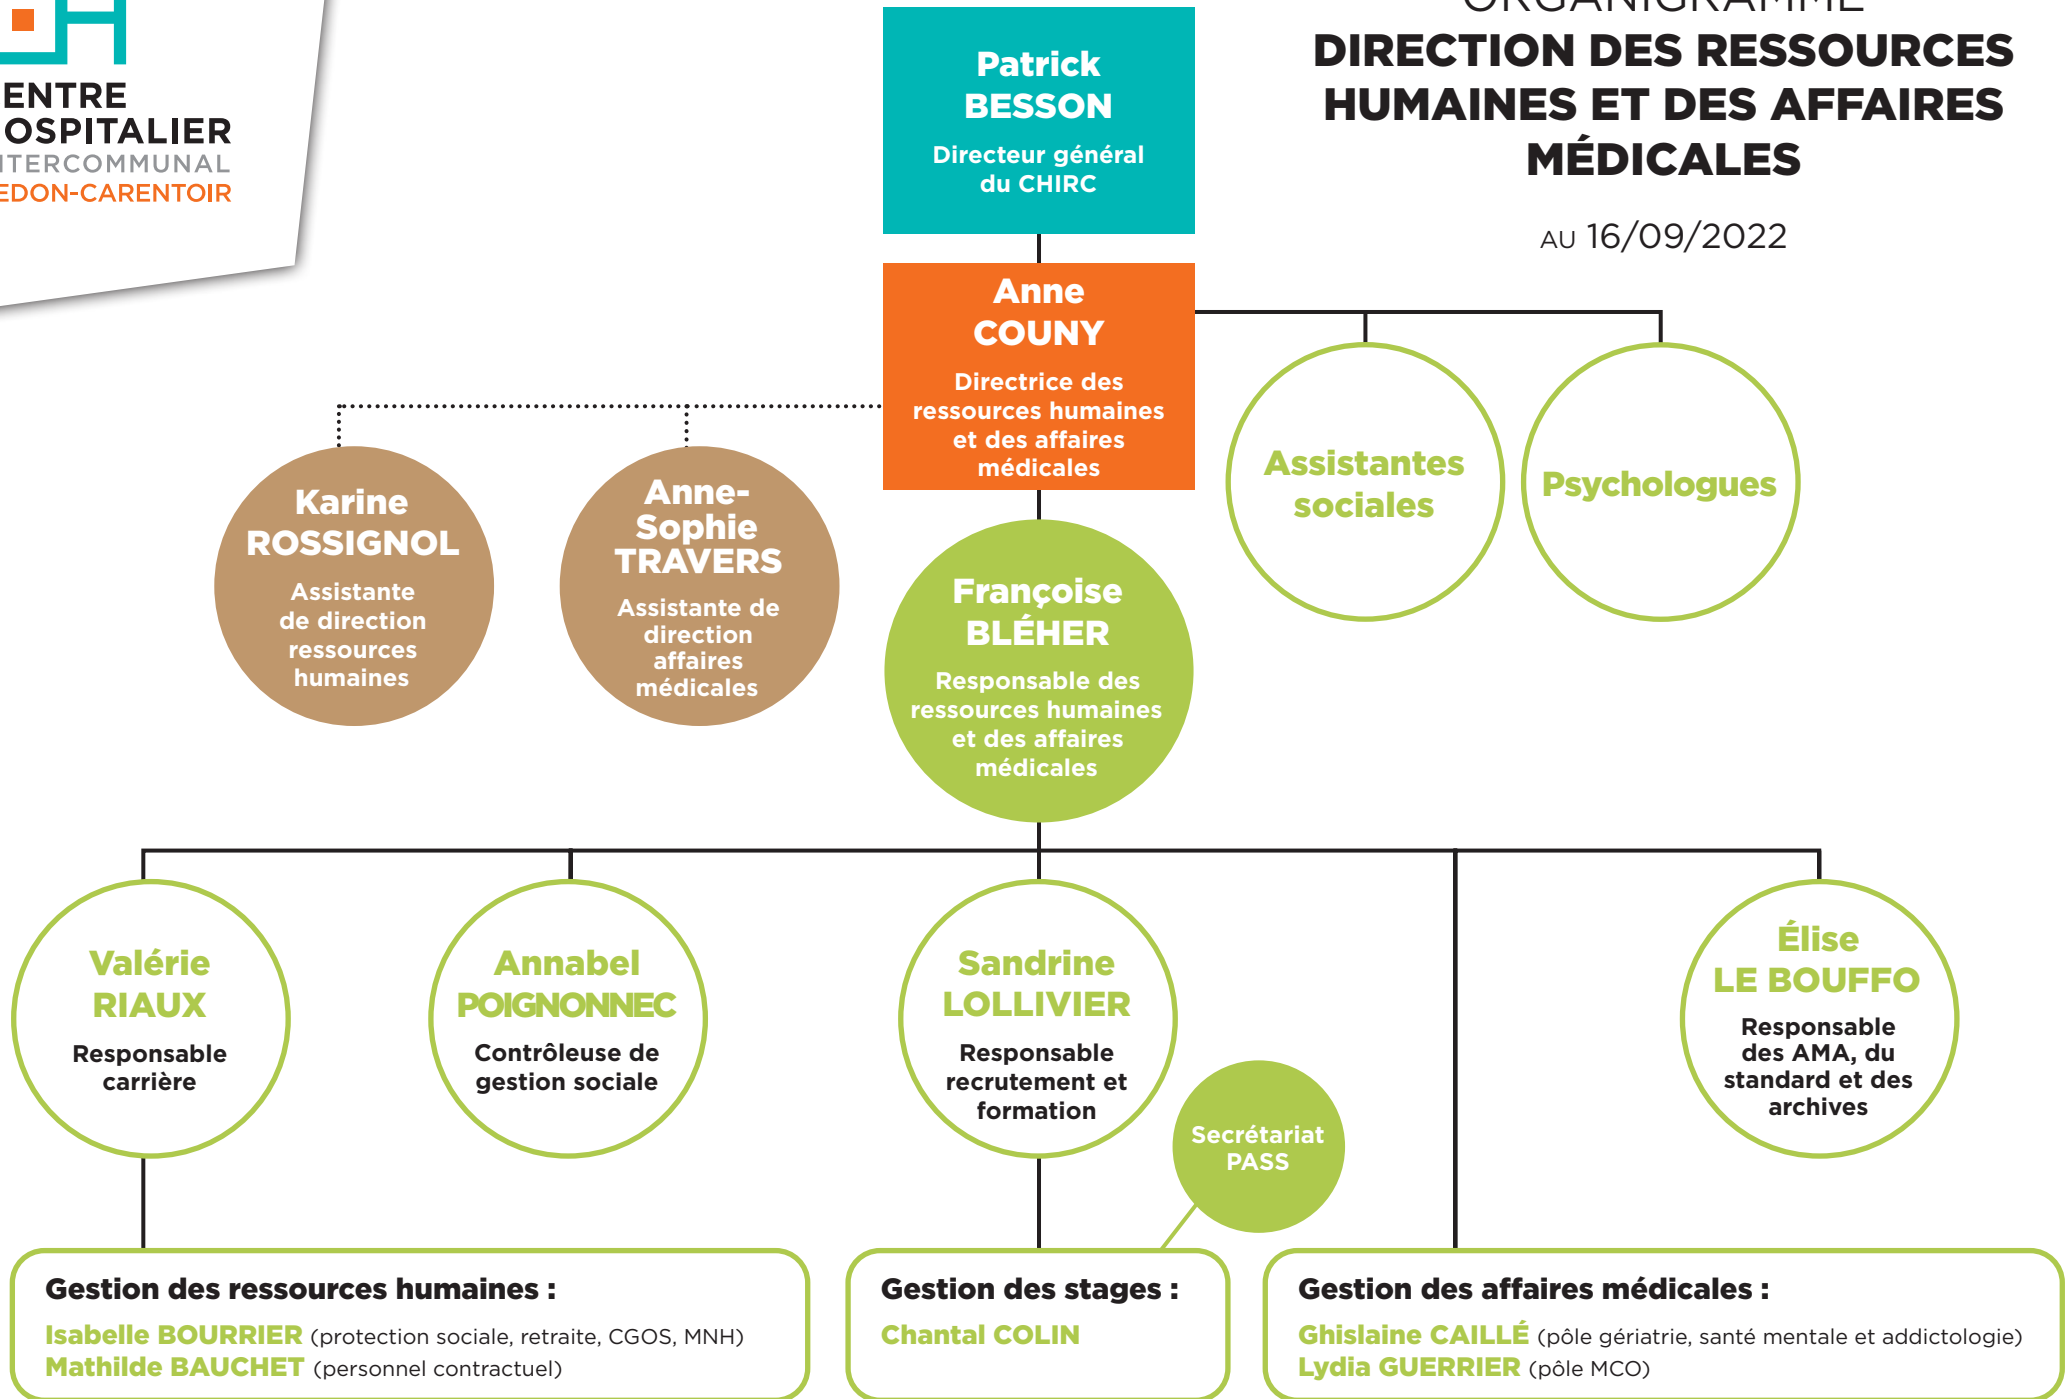 ENTRE
OSPITALIER
NTERCOMMUNAL
EDON-CARENTOIR
ORGANIGRAMME
DIRECTION DES RESSOURCES
HUMAINES ET DES AFFAIRES
MÉDICALES
AU 16/09/2022
Patrick
BESSON
Directeur général
du CHIRC
Anne
COUNY
Directrice des
ressources humaines
et des affaires
médicales
Karine
ROSSIGNOL
Assistante
de direction
ressources
humaines
Anne-
Sophie
TRAVERS
Assistante de
direction
affaires
médicales
Françoise
BLÉHER
Responsable des
ressources humaines
et des affaires
médicales
Assistantes
sociales
Psychologues
Valérie
RIAUX
Responsable
carrière
Annabel
POIGNONNEC
Contrôleuse de
gestion sociale
Sandrine
LOLLIVIER
Responsable
recrutement et
formation
Secrétariat
PASS
Élise
LE BOUFFO
Responsable
des AMA, du
standard et des
archives
Gestion des ressources humaines :
Isabelle BOURRIER (protection sociale, retraite, CGOS, MNH)
Mathilde BAUCHET (personnel contractuel)
Gestion des stages :
Chantal COLIN
Gestion des affaires médicales :
Ghislaine CAILLÉ (pôle gériatrie, santé mentale et addictologie)
Lydia GUERRIER (pôle MCO)